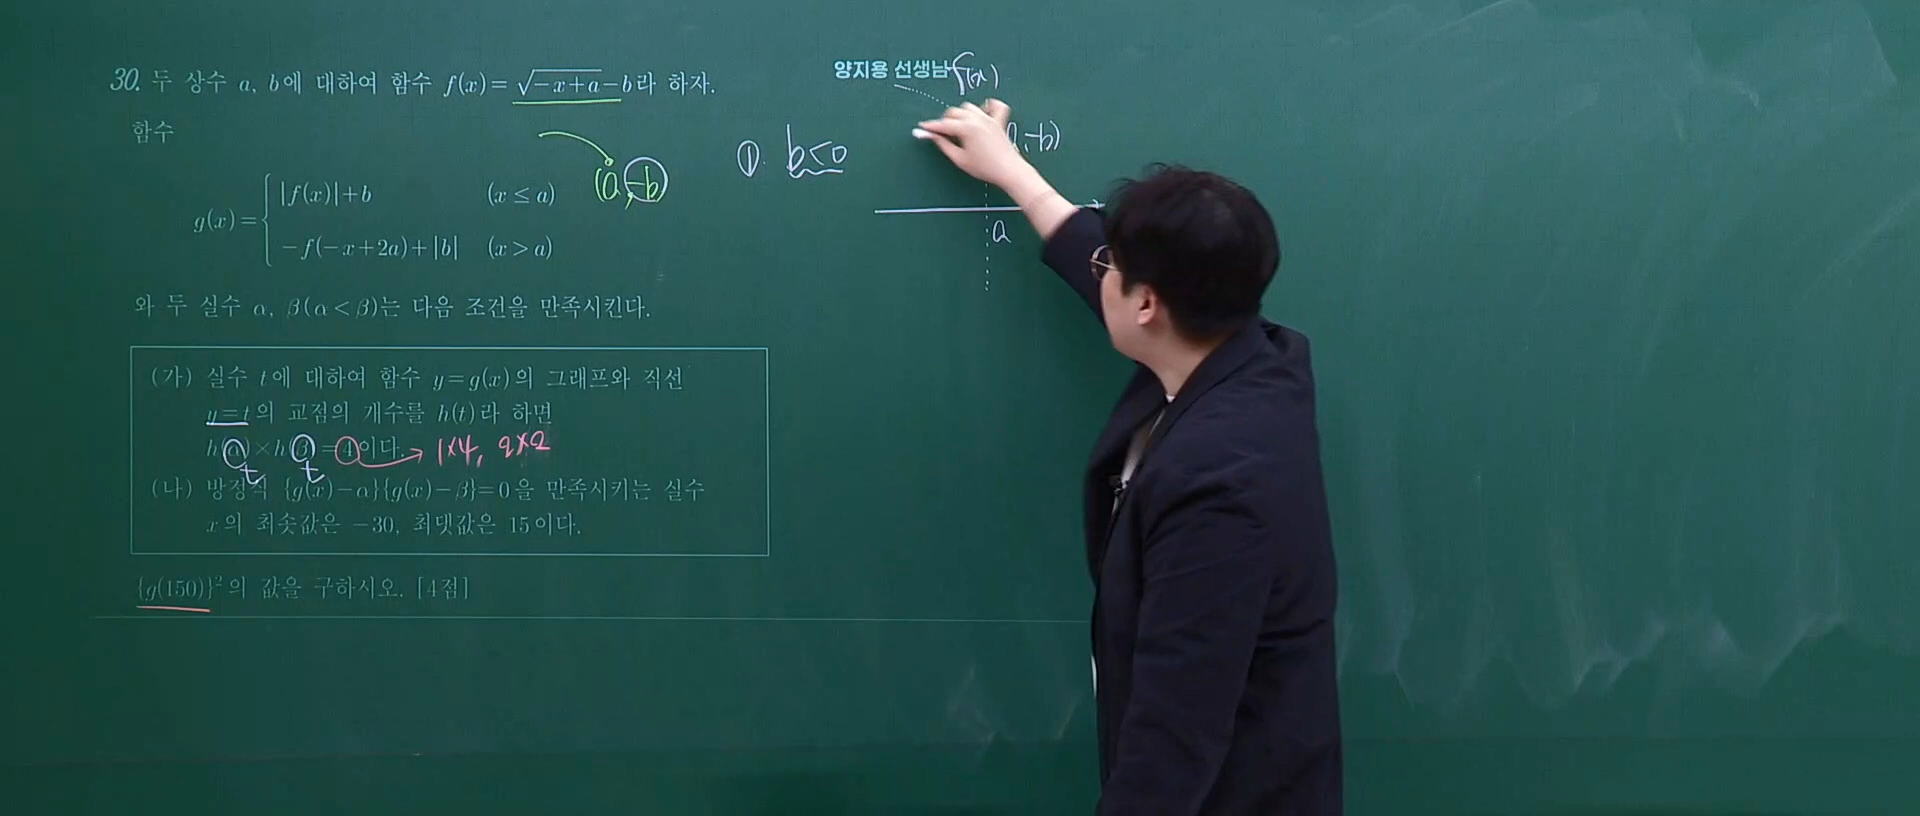 30. 두 상수 a, b에 대하여 함수 f(x)=√(-x+a)-b라 하자.
함수
g(x)={ |f(x)|+b (x≤a)
-f(-x+2a)+|b| (x>a)
(a,-b)
와 두 실수 α, β(α<β)는 다음 조건을 만족시킨다.
(가) 실수 t에 대하여 함수 y=g(x)의 그래프와 직선
y=t의 교점의 개수를 h(t)라 하면
h(α)×h(β)=4이다. → 1×4, 2×2
t t
(나) 방정식 {g(x)-α}{g(x)-β}=0을 만족시키는 실수
x의 최솟값은 -30, 최댓값은 15이다.
{g(150)}²의 값을 구하시오. [4점]
양지용 선생님
f(x)
① b<0
-b)
a